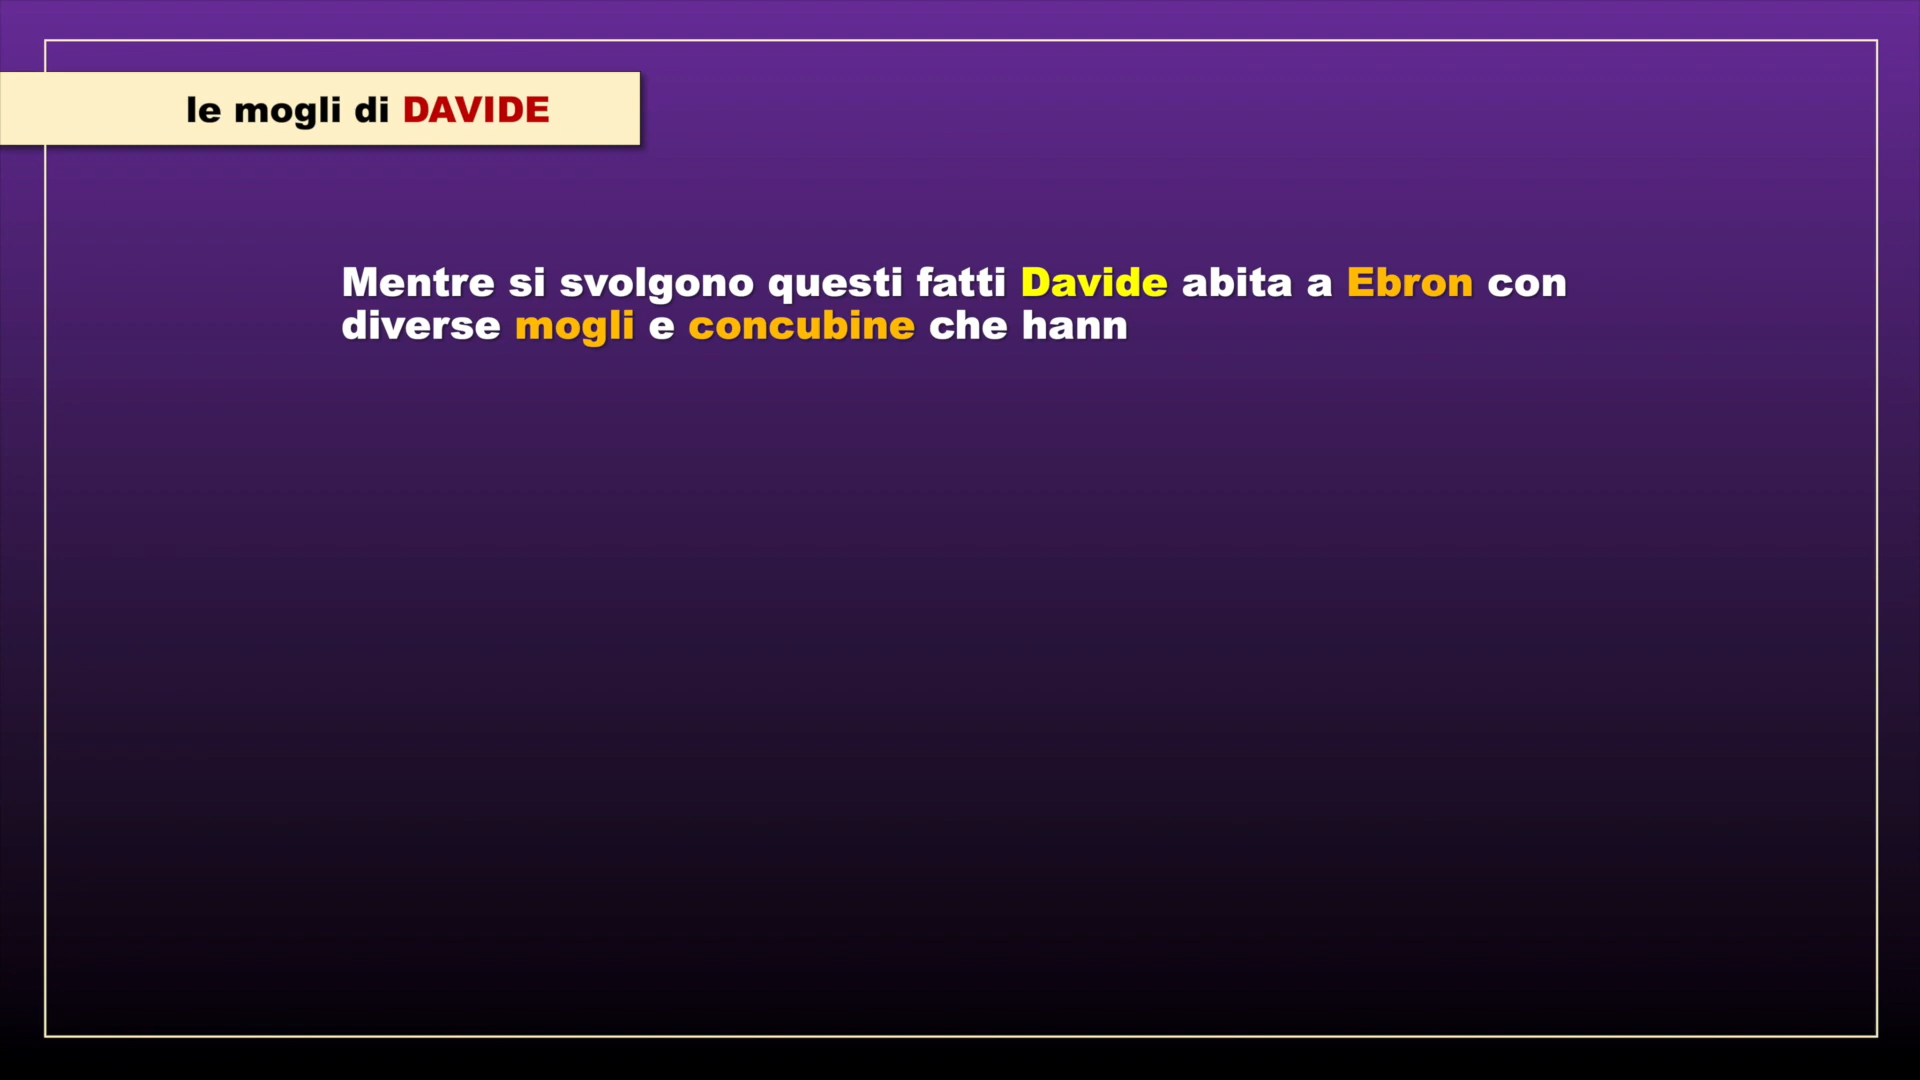 le mogli di DAVIDE
Mentre si svolgono questi fatti Davide abita a Ebron con
diverse mogli e concubine che hann